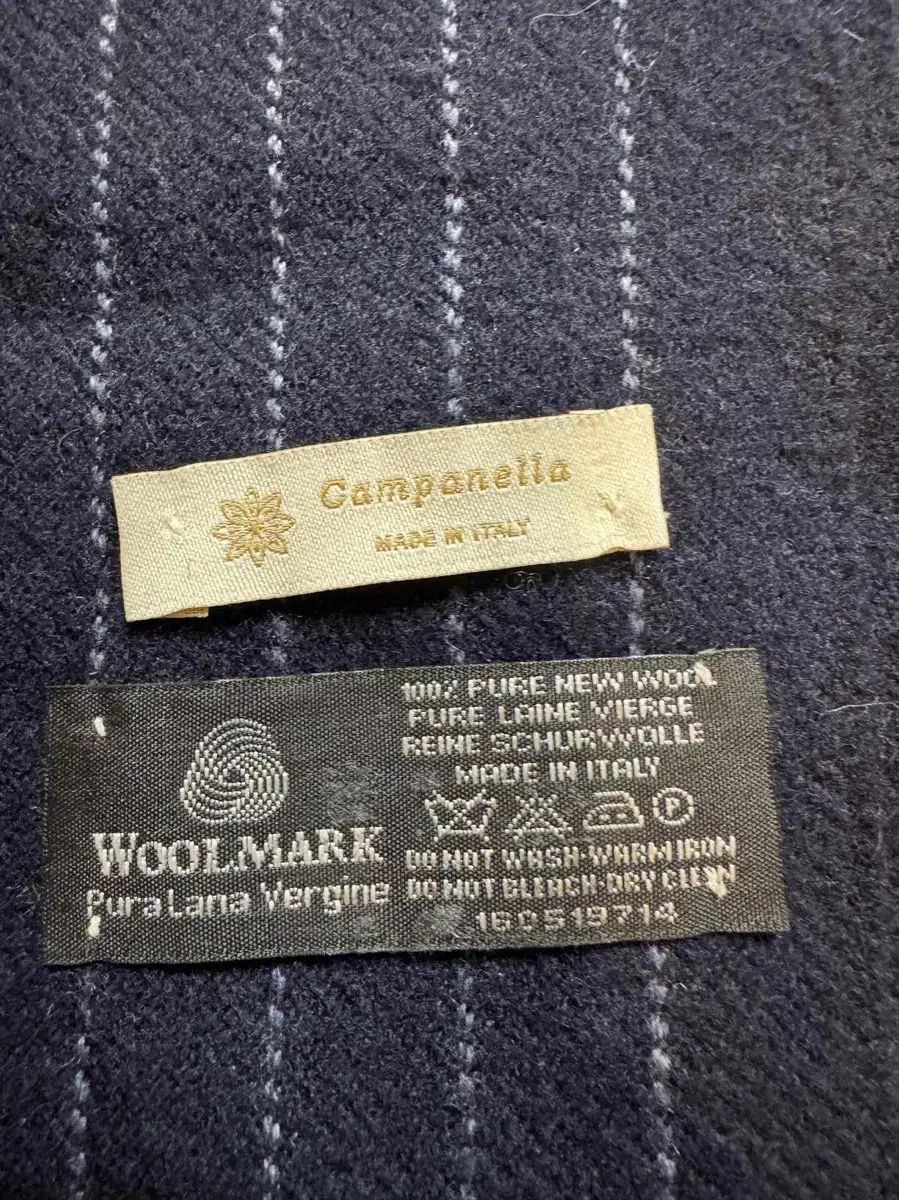 Campanella
MADE IN ITALY
100% PURE NEW WOOL
PURE LAINE VIERGE
REINE SCHURWOLLE
MADE IN ITALY
P
WOOLMARK
Pura Lana Vergine
DO NOT WASH-WARM IRON
DO NOT BLEACH-DRY CLEAN
160519714